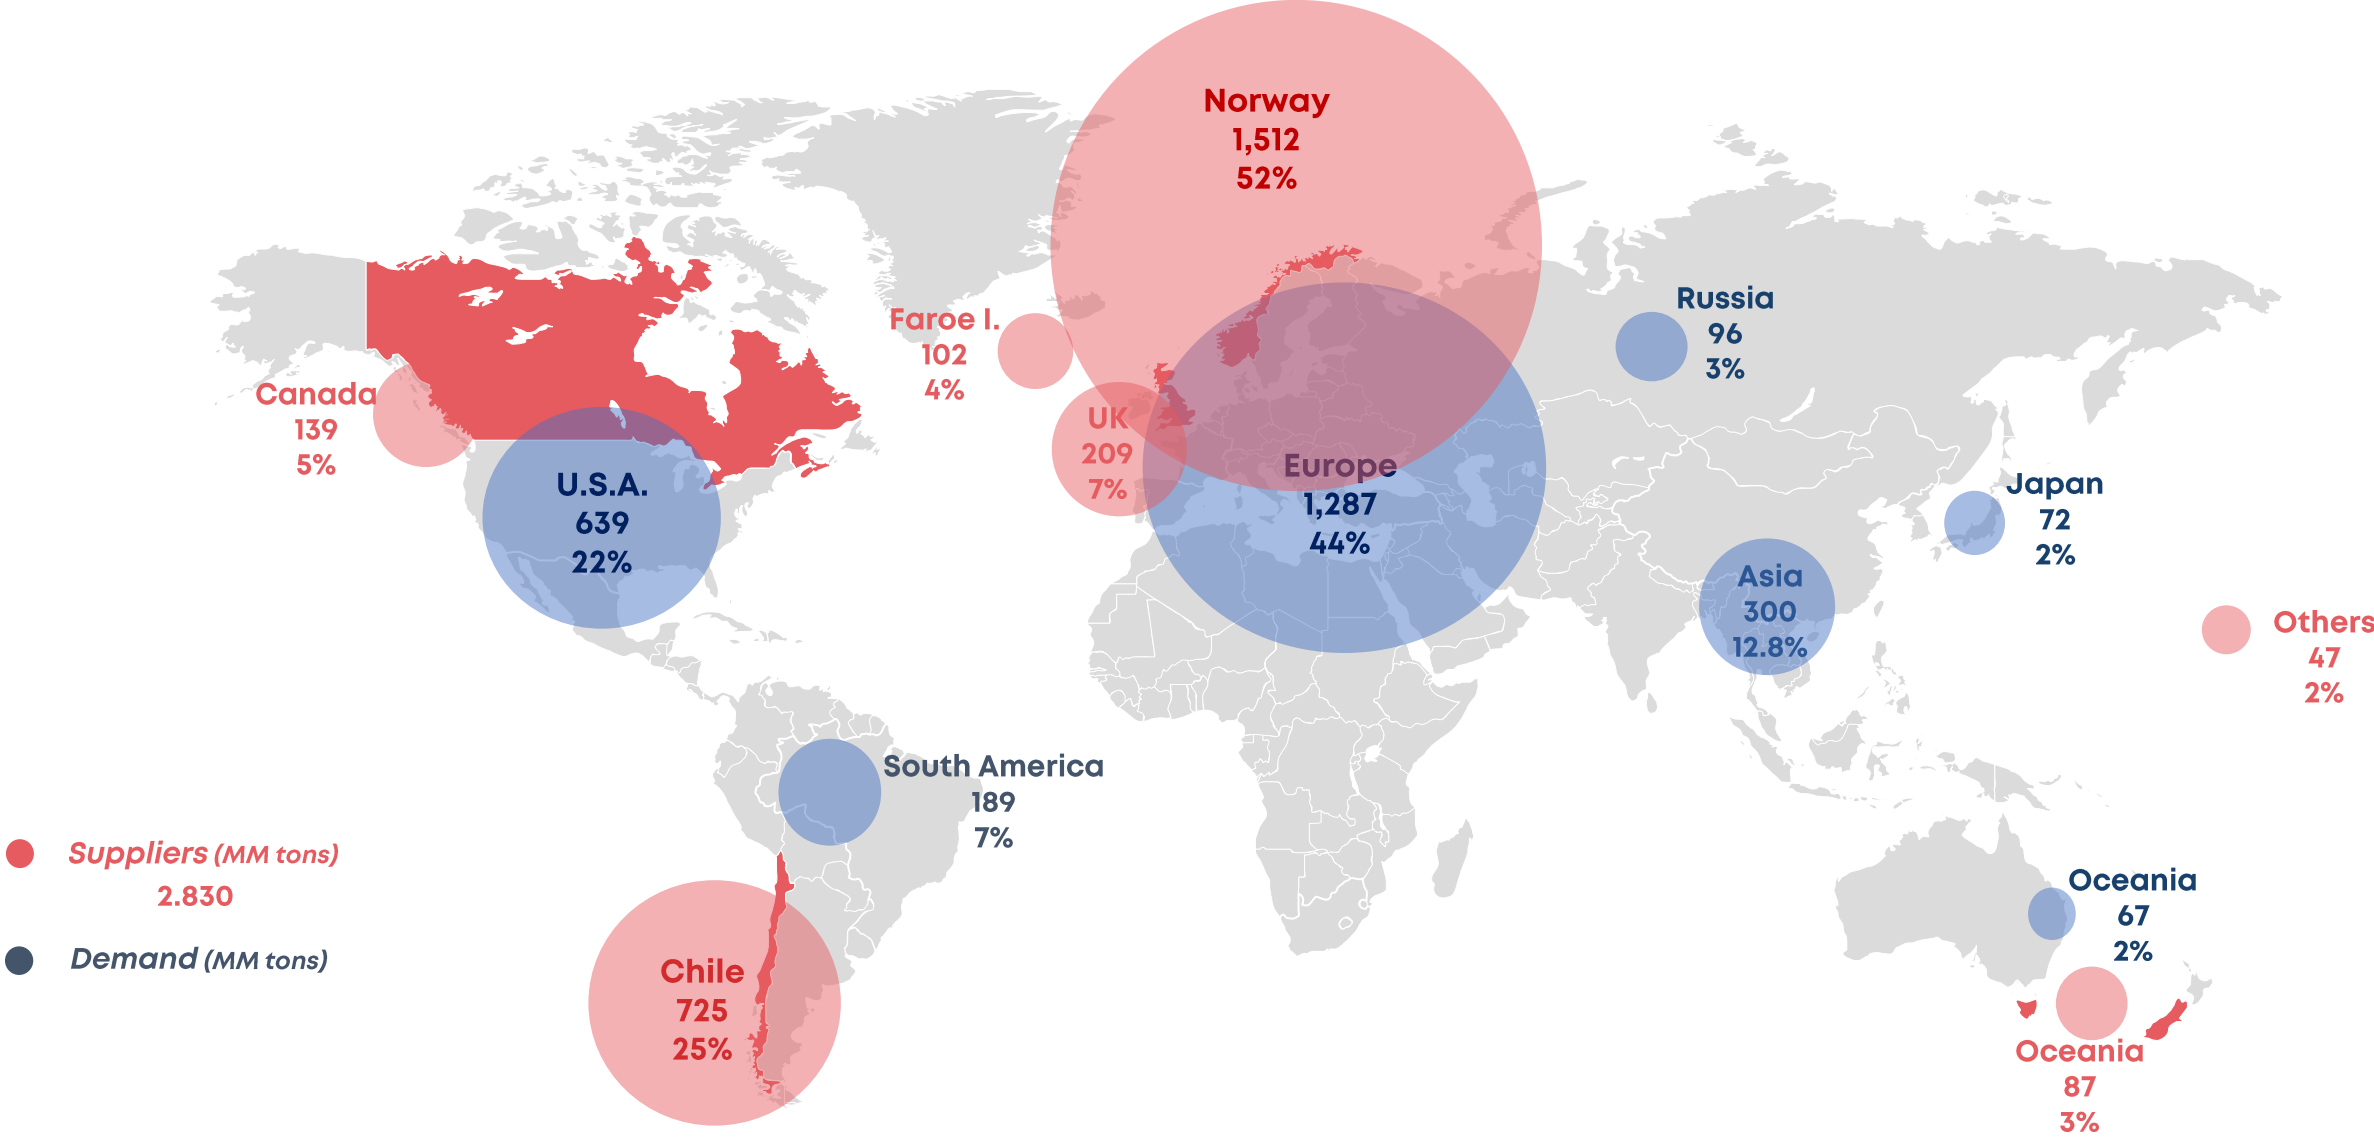 Norway
1,512
52%
Russia
96
3%
Faroe I.
102
4%
Canada
139
5%
UK
209
7%
Europe
1,287
44%
U.S.A.
639
22%
Japan
72
2%
Asia
300
12.8%
Others
47
2%
South America
189
7%
Suppliers (MM tons)
2.830
Demand (MM tons)
Chile
725
25%
Oceania
67
2%
Oceania
87
3%